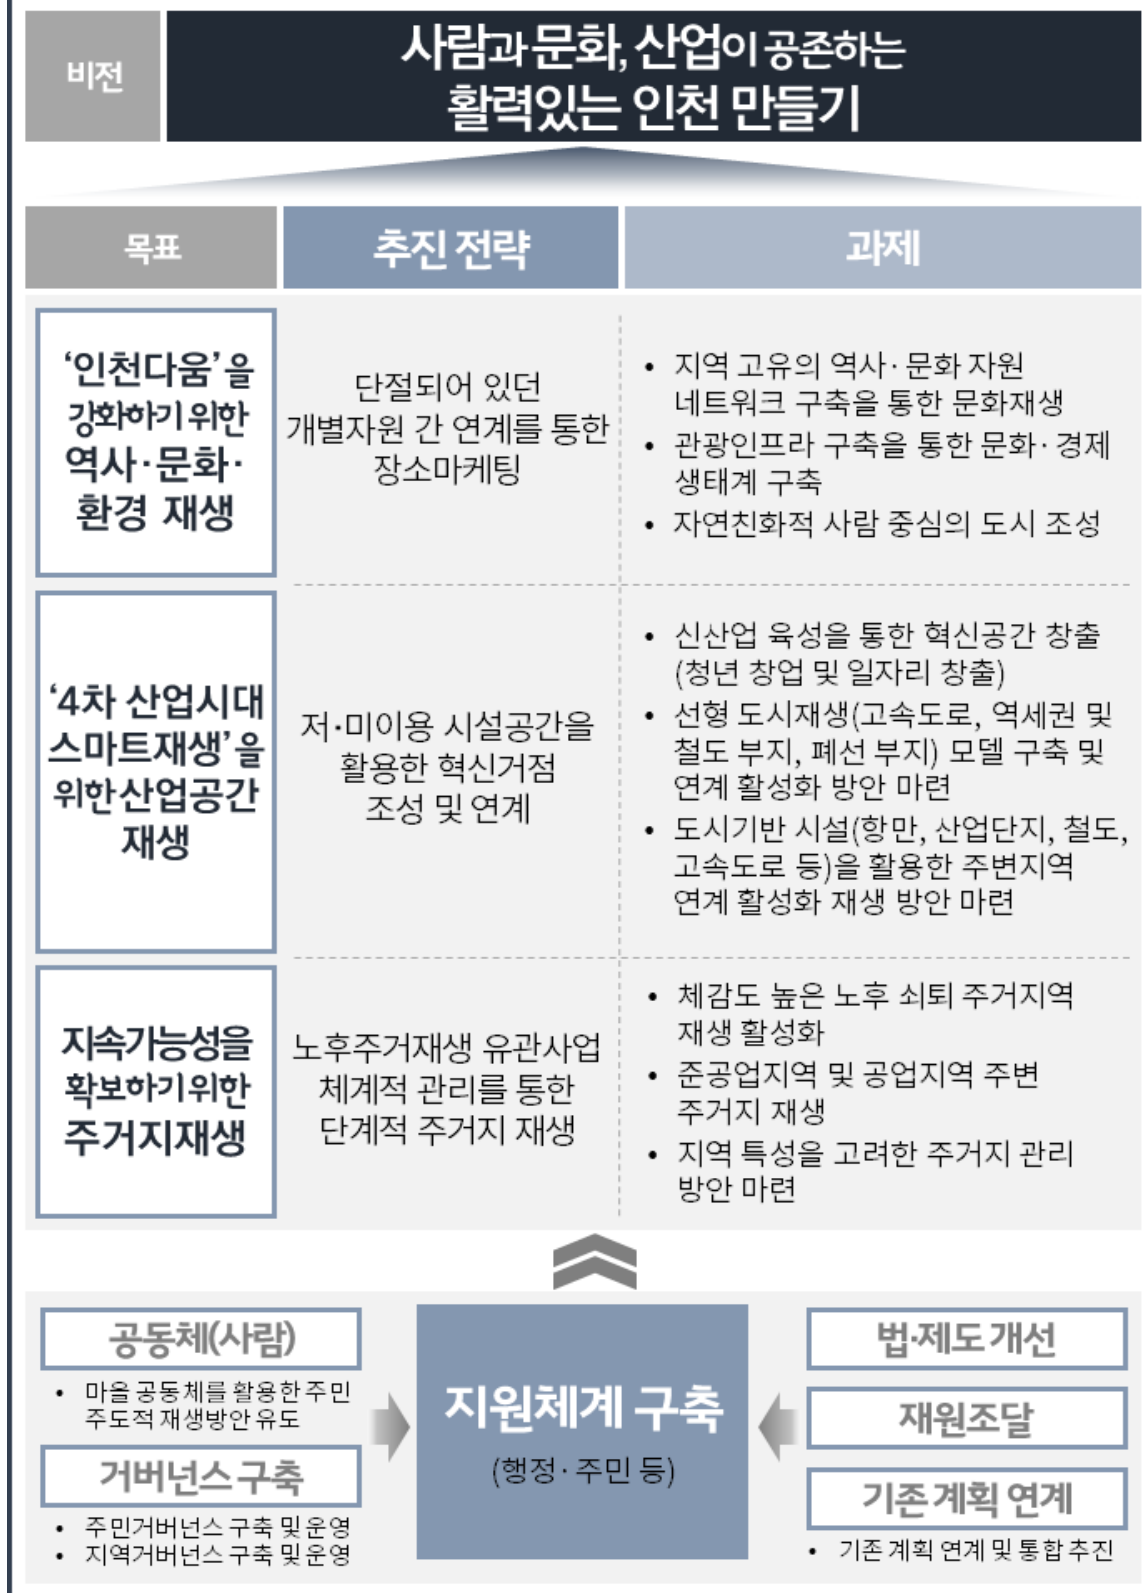 비전
사람과 문화, 산업이 공존하는
활력있는 인천 만들기
목표
추진 전략
과제
‘인천다움’을
강화하기 위한
역사·문화·
환경 재생
단절되어 있던
개별자원 간 연계를 통한
장소마케팅
• 지역 고유의 역사·문화 자원
네트워크 구축을 통한 문화재생
• 관광인프라 구축을 통한 문화·경제
생태계 구축
• 자연친화적 사람 중심의 도시 조성
‘4차 산업시대
스마트재생’을
위한 산업공간
재생
저·미이용 시설공간을
활용한 혁신거점
조성 및 연계
• 신산업 육성을 통한 혁신공간 창출
(청년 창업 및 일자리 창출)
• 선형 도시재생(고속도로, 역세권 및
철도 부지, 폐선 부지) 모델 구축 및
연계 활성화 방안 마련
• 도시기반 시설(항만, 산업단지, 철도,
고속도로 등)을 활용한 주변지역
연계 활성화 재생 방안 마련
지속가능성을
확보하기위한
주거지재생
노후주거재생 유관사업
체계적 관리를 통한
단계적 주거지 재생
• 체감도 높은 노후 쇠퇴 주거지역
재생 활성화
• 준공업지역 및 공업지역 주변
주거지 재생
• 지역 특성을 고려한 주거지 관리
방안 마련
공동체(사람)
• 마을 공동체를 활용한 주민
주도적 재생방안 유도
거버넌스 구축
• 주민거버넌스 구축 및 운영
• 지역거버넌스 구축 및 운영
지원체계 구축
(행정·주민 등)
법·제도 개선
재원조달
기존 계획 연계
• 기존 계획 연계 및 통합 추진